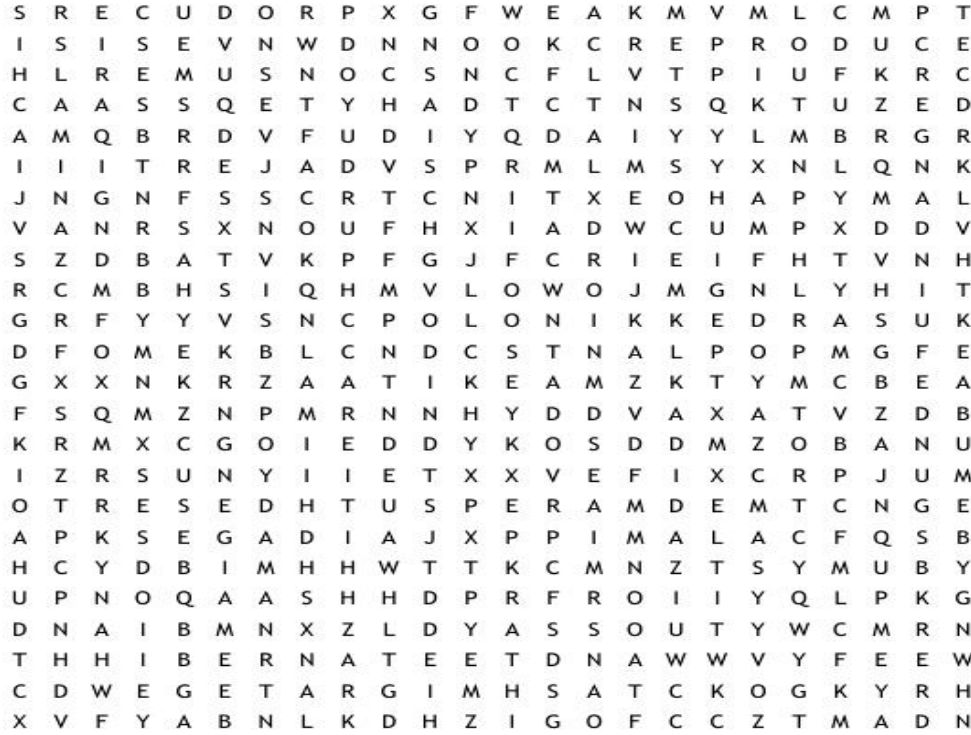 S R E C U D O R P X G F W E A K M V M L C M P T
I S I S E V N W D N N O O K C R E P R O D U C E
H L R E M U S N O C S N C F L V T P I U F K R C
C A A S S Q E T Y H A D T C T N S Q K T U Z E D
A M Q B R D V F U D I Y Q D A I Y Y L M B R G R
I I I T R E J A D V S P R M L M S Y X N L Q N K
J N G N F S S C R T C N I T X E O H A P Y M A L
V A N R S X N O U F H X I A D W C U M P X D D V
S Z D B A T V K P F G J F C R I E I F H T V N H
R C M B H S I Q H M V L O W O J M G N L Y H I T
G R F Y Y V S N C P O L O N I K K E D R A S U K
D F O M E K B L C N D C S T N A L P O P M G F E
G X X N K R Z A A T I K E A M Z K T Y M C B E A
F S Q M Z N P M R N N H Y D D V A X A T V Z D B
K R M X C G O I E D D Y K O S D D M Z O B A N U
I Z R S U N Y I I E T X X V E F I X C R P J U M
O T R E S E D H T U S P E R A M D E M T C N G E
A P K S E G A D I A J X P P I M A L A C F Q S B
H C Y D B I M H H W T T K C M N Z T S Y M U B Y
U P N O Q A A S H H D P R F R O I I Y Q L P K G
D N A I B M N X Z L D Y A S S O U T Y W C M R N
T H H I B E R N A T E E T D N A W W V Y F E E W
C D W E G E T A R G I M H S A T C K O G K Y R H
X V F Y A B N L K D H Z I G O F C C Z T M A D N